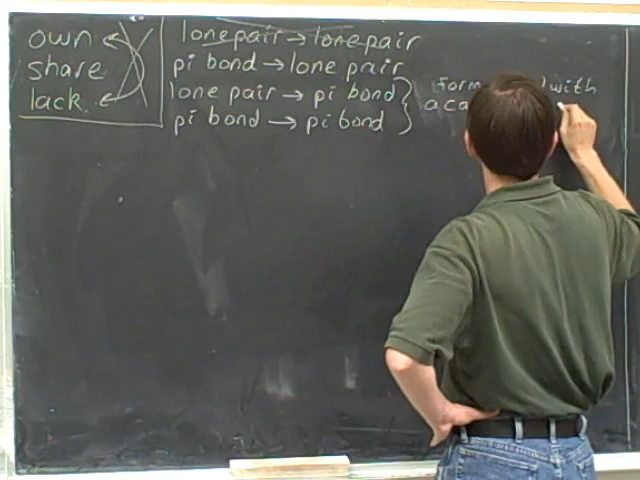 own
share
lack
lone pair → lone pair
pi bond → lone pair
lone pair → pi bond
pi bond → pi bond
with